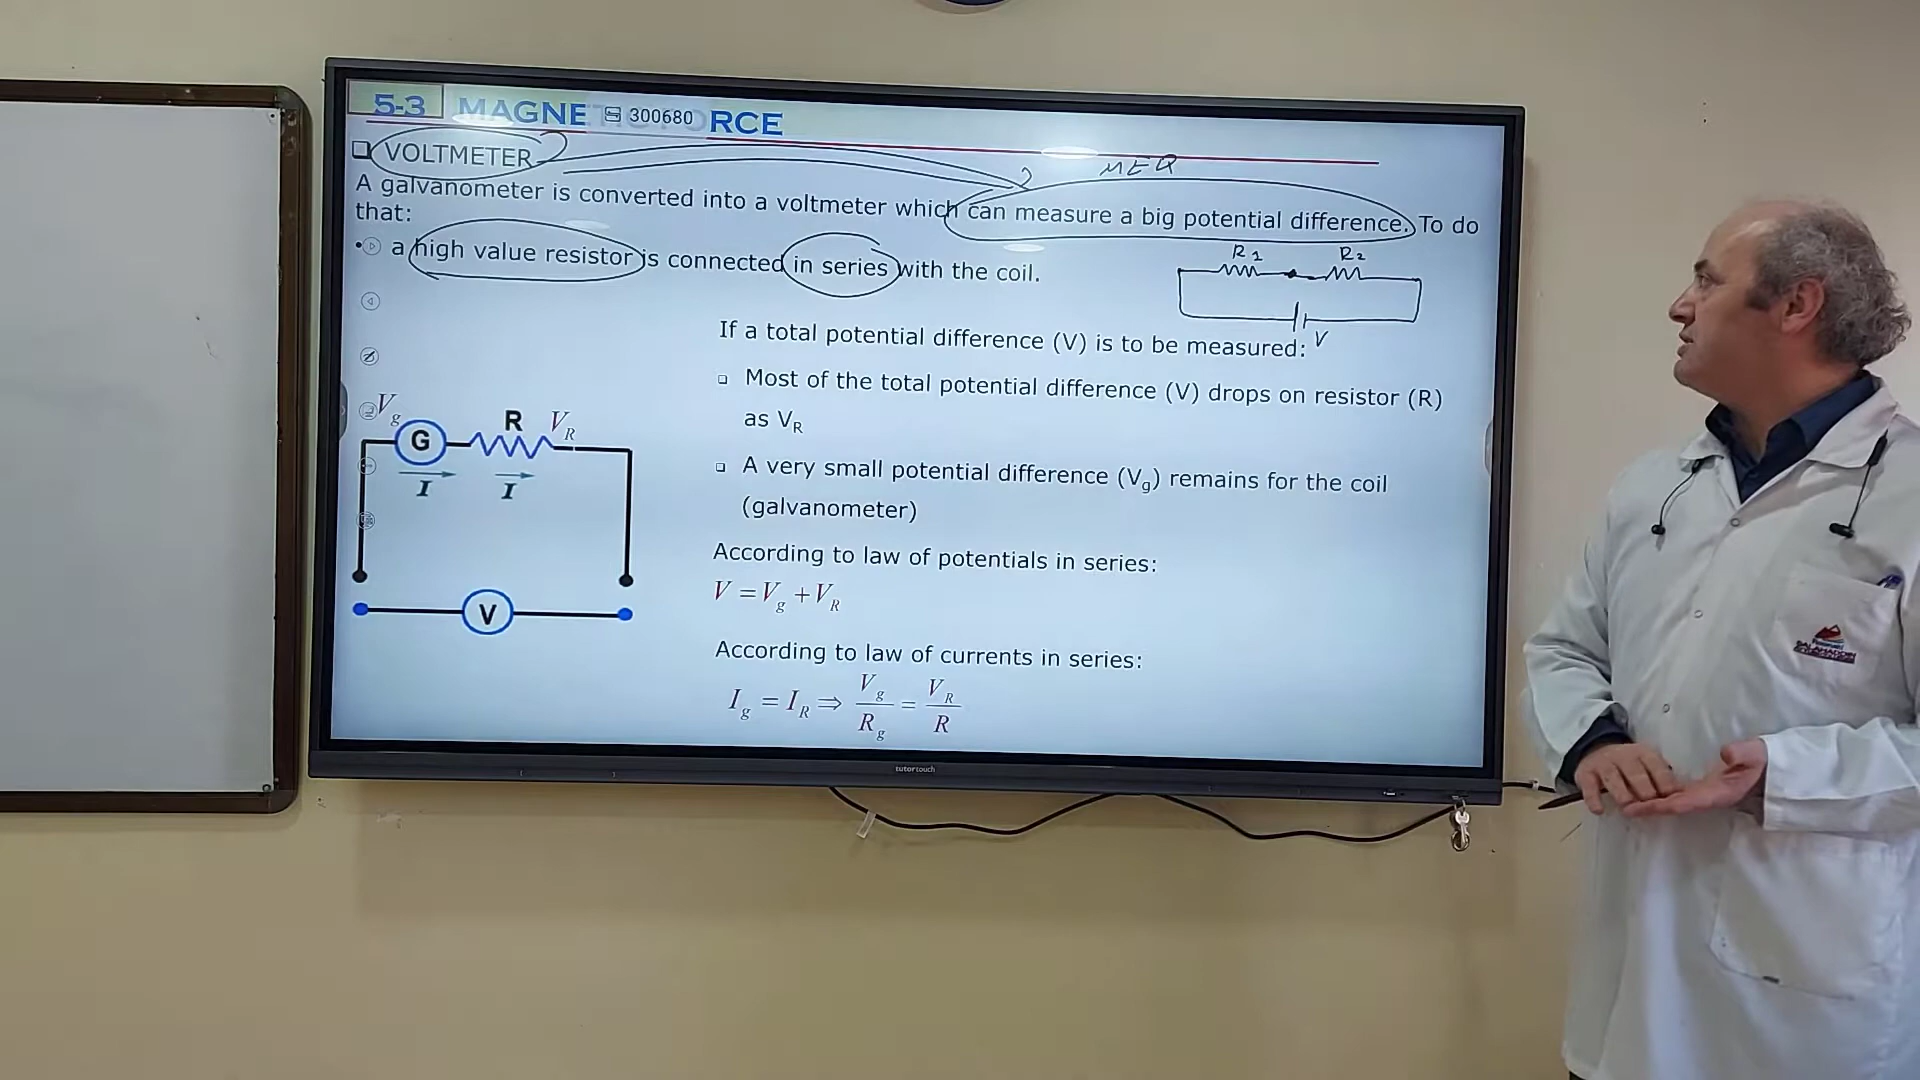 5-3 MAGNE 300680 RCE
VOLTMETER
MEQ
A galvanometer is converted into a voltmeter which can measure a big potential difference. To do
that:
• a high value resistor is connected in series with the coil.
R1 R2
V
If a total potential difference (V) is to be measured:
Most of the total potential difference (V) drops on resistor (R)
as VR
A very small potential difference (Vg) remains for the coil
(galvanometer)
Vg R VR
G
I I
V
According to law of potentials in series:
V = Vg + VR
According to law of currents in series:
Ig = IR ⇒ Vg/Rg = VR/R
tutortouch
SALAHADDIN